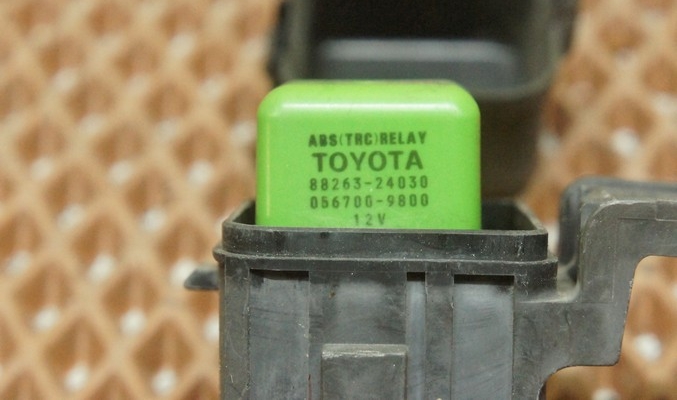 ABS(TRC)RELAY
TOYOTA
88263-24030
056700-9800
12V